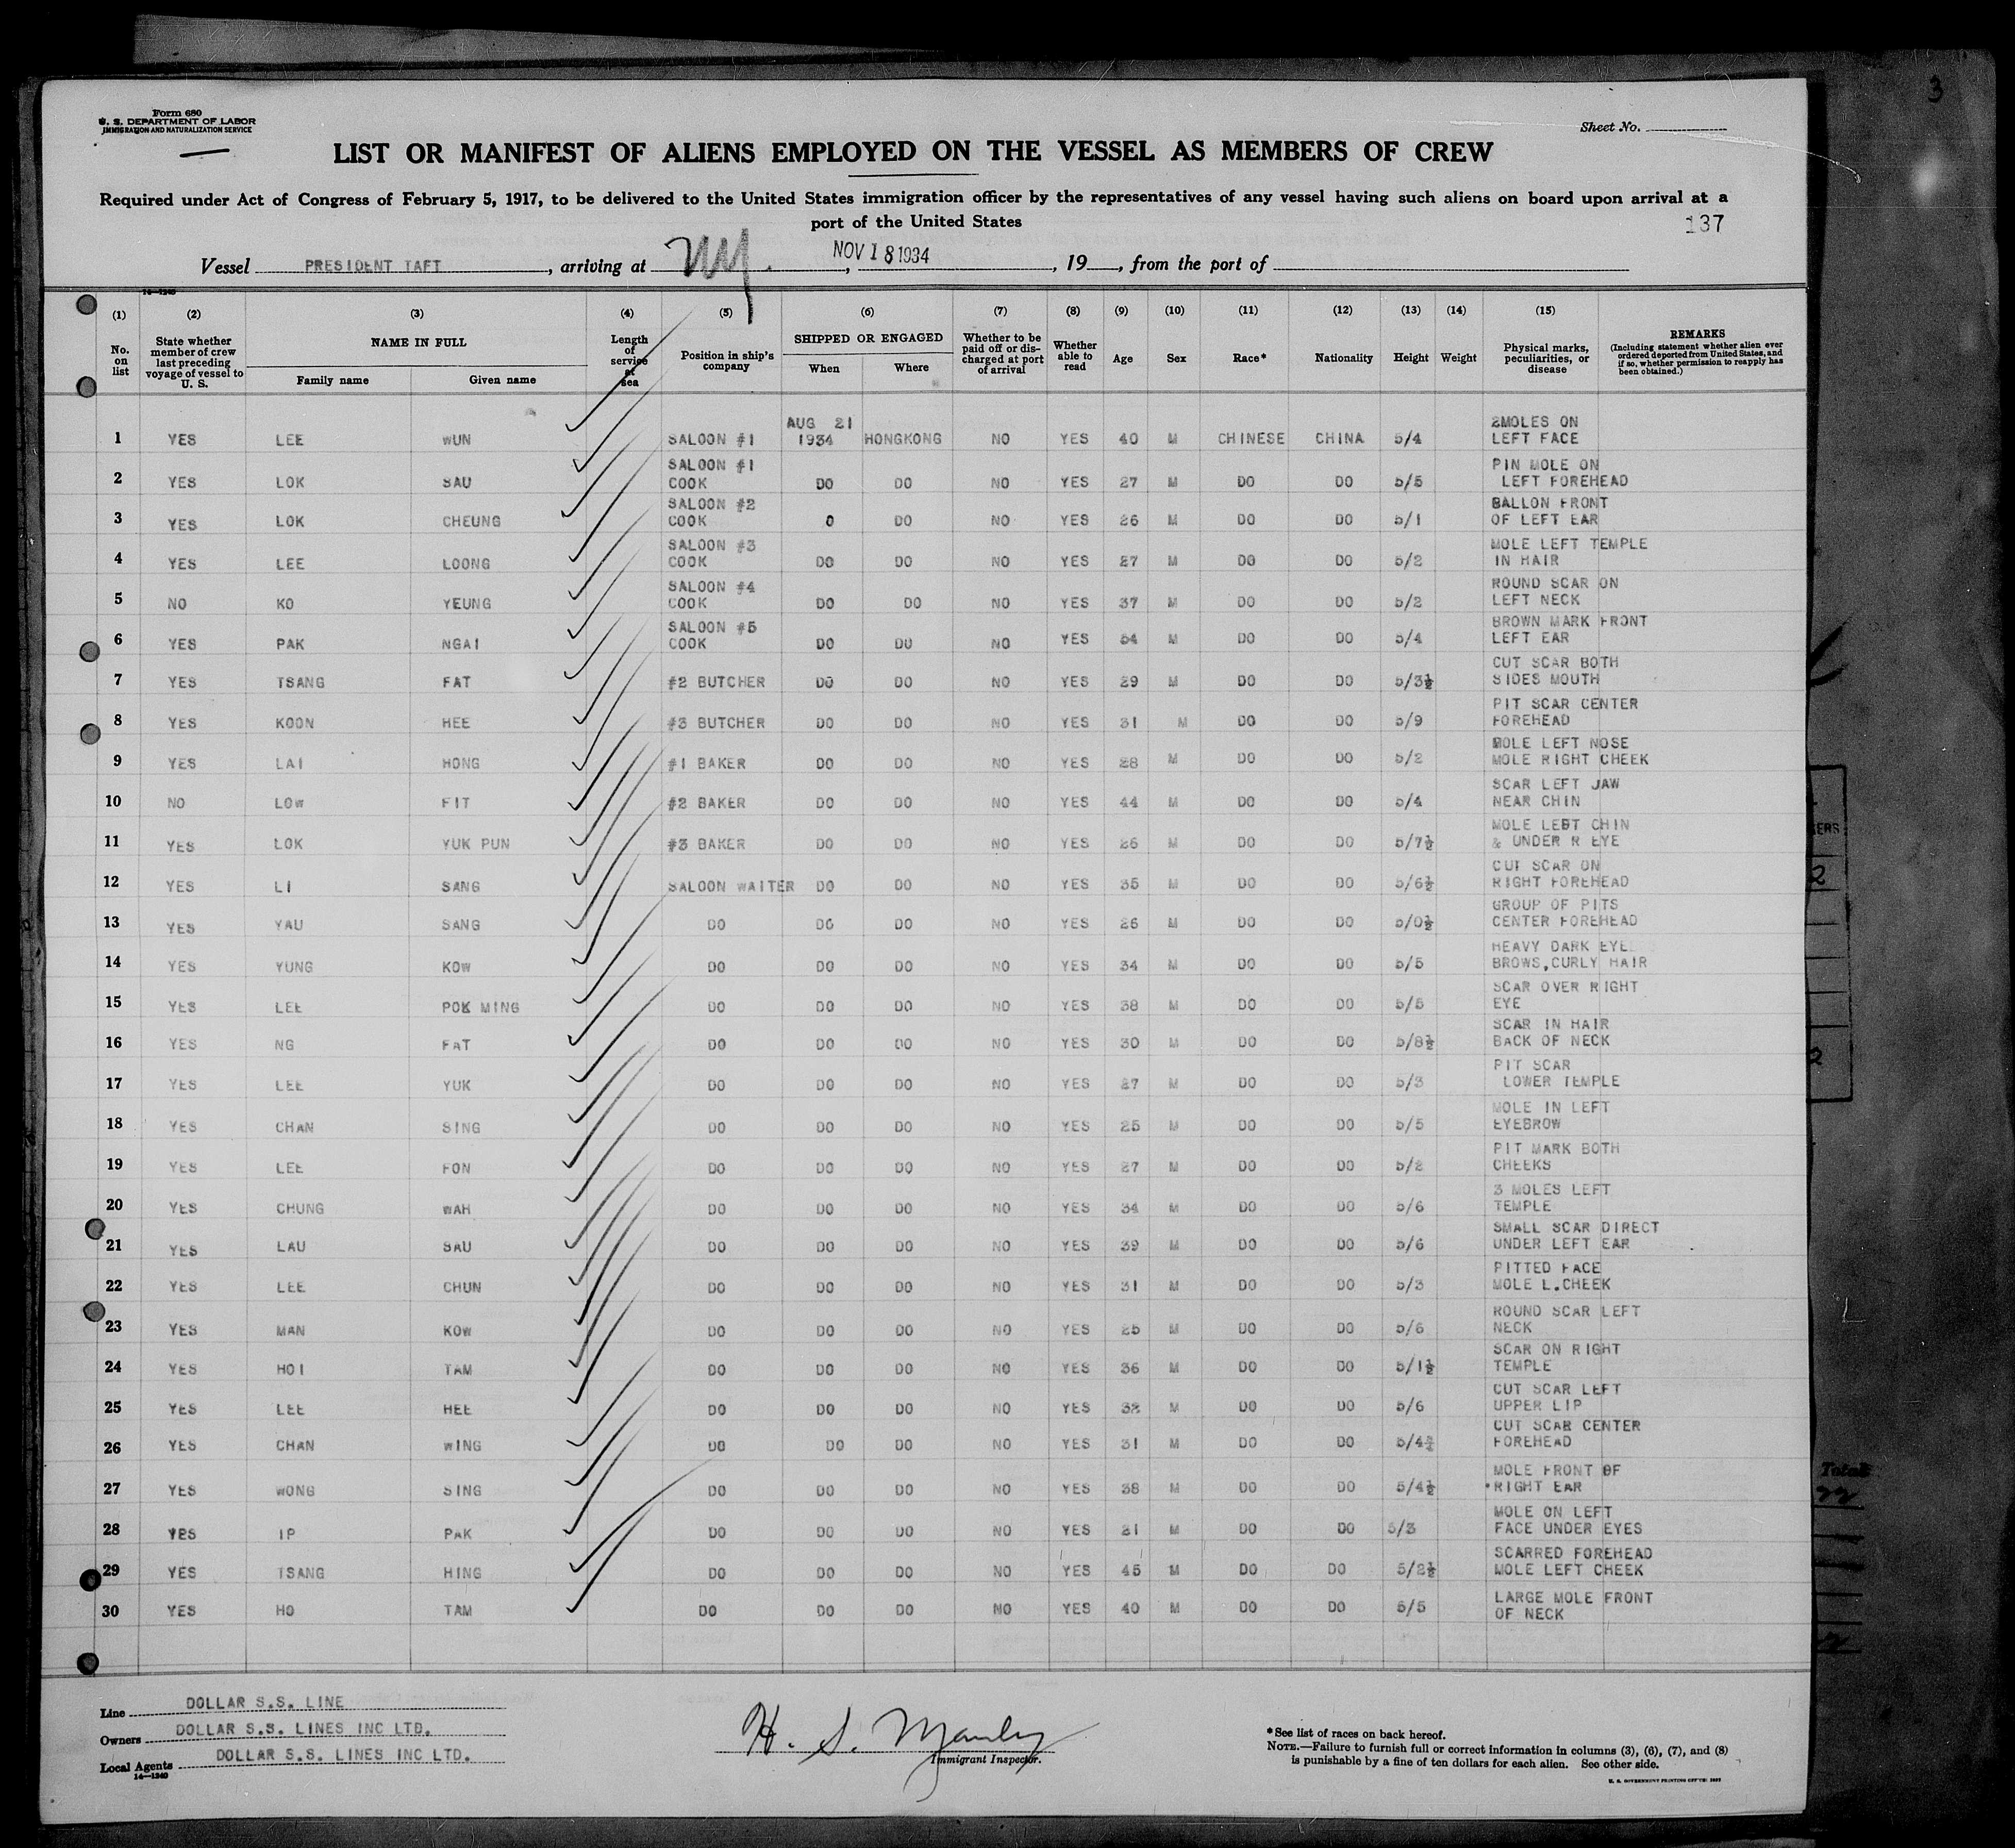 3
Form 680
U. S. DEPARTMENT OF LABOR
IMMIGRATION AND NATURALIZATION SERVICE
Sheet No.
LIST OR MANIFEST OF ALIENS EMPLOYED ON THE VESSEL AS MEMBERS OF CREW
Required under Act of Congress of February 5, 1917, to be delivered to the United States immigration officer by the representatives of any vessel having such aliens on board upon arrival at a
port of the United States
137
Vessel PRESIDENT TAFT, arriving at NY., NOV 18 1934, 19, from the port of
14—1240
(1) (2) (3) (4) (5) (6) (7) (8) (9) (10) (11) (12) (13) (14) (15)
No. on list
State whether member of crew last preceding voyage of vessel to U. S.
NAME IN FULL
Family name Given name
Length of service at sea
Position in ship's company
SHIPPED OR ENGAGED
When Where
Whether to be paid off or discharged at port of arrival
Whether able to read
Age Sex Race* Nationality Height Weight
Physical marks, peculiarities, or disease
REMARKS
(Including statement whether alien ever ordered deported from United States, and if so, whether permission to reapply has been obtained.)
1 YES LEE WUN SALOON #1 AUG 21 1934 HONGKONG NO YES 40 M CHINESE CHINA 5/4 2MOLES ON LEFT FACE
2 YES LOK SAU SALOON #1 COOK DO DO NO YES 27 M DO DO 5/5 PIN MOLE ON LEFT FOREHEAD
3 YES LOK CHEUNG SALOON #2 COOK O DO NO YES 26 M DO DO 5/1 BALLON FRONT OF LEFT EAR
4 YES LEE LOONG SALOON #3 COOK DO DO NO YES 27 M DO DO 5/2 MOLE LEFT TEMPLE IN HAIR
5 NO KO YEUNG SALOON #4 COOK DO DO NO YES 37 M DO DO 5/2 ROUND SCAR ON LEFT NECK
6 YES PAK NGAI SALOON #5 COOK DO DO NO YES 54 M DO DO 5/4 BROWN MARK FRONT LEFT EAR
7 YES TSANG FAT #2 BUTCHER DO DO NO YES 29 M DO DO 5/3½ CUT SCAR BOTH SIDES MOUTH
8 YES KOON HEE #3 BUTCHER DO DO NO YES 31 M DO DO 5/9 PIT SCAR CENTER FOREHEAD
9 YES LAI HONG #1 BAKER DO DO NO YES 28 M DO DO 5/2 MOLE LEFT NOSE MOLE RIGHT CHEEK
10 NO LOW FIT #2 BAKER DO DO NO YES 44 M DO DO 5/4 SCAR LEFT JAW NEAR CHIN
11 YES LOK YUK PUN #3 BAKER DO DO NO YES 26 M DO DO 5/7½ MOLE LEBT CHIN & UNDER R EYE
12 YES LI SANG SALOON WAITER DO DO NO YES 35 M DO DO 5/6½ CUT SCAR ON RIGHT FOREHEAD
13 YES YAU SANG DO DO DO NO YES 26 M DO DO 5/0½ GROUP OF PITS CENTER FOREHEAD
14 YES YUNG KOW DO DO DO NO YES 34 M DO DO 5/5 HEAVY DARK EYE BROWS,CURLY HAIR
15 YES LEE POK MING DO DO DO NO YES 38 M DO DO 5/5 SCAR OVER RIGHT EYE
16 YES NG FAT DO DO DO NO YES 30 M DO DO 5/8½ SCAR IN HAIR BACK OF NECK
17 YES LEE YUK DO DO DO NO YES 27 M DO DO 5/3 PIT SCAR LOWER TEMPLE
18 YES CHAN SING DO DO DO NO YES 25 M DO DO 5/5 MOLE IN LEFT EYEBROW
19 YES LEE FON DO DO DO NO YES 27 M DO DO 5/2 PIT MARK BOTH CHEEKS
20 YES CHUNG WAH DO DO DO NO YES 34 M DO DO 5/6 3 MOLES LEFT TEMPLE
21 YES LAU SAU DO DO DO NO YES 39 M DO DO 5/6 SMALL SCAR DIRECT UNDER LEFT EAR
22 YES LEE CHUN DO DO DO NO YES 31 M DO DO 5/3 PITTED FACE MOLE L.CHEEK
23 YES MAN KOW DO DO DO NO YES 25 M DO DO 5/6 ROUND SCAR LEFT NECK
24 YES HOI TAM DO DO DO NO YES 36 M DO DO 5/1½ SCAR ON RIGHT TEMPLE
25 YES LEE HEE DO DO DO NO YES M DO DO 5/6 CUT SCAR LEFT UPPER LIP
26 YES CHAN WING DO DO DO NO YES 31 M DO DO CUT SCAR CENTER FOREHEAD
27 YES WONG SING DO DO DO NO YES 38 M DO DO 5/4½ MOLE FRONT OF RIGHT EAR
28 YES IP PAK DO DO DO NO YES 21 M DO DO 5/3 MOLE ON LEFT FACE UNDER EYES
29 YES TSANG HING DO DO DO NO YES 45 M DO DO 5/2½ SCARRED FOREHEAD MOLE LEFT CHEEK
30 YES HO TAM DO DO DO NO YES 40 M DO DO 5/5 LARGE MOLE FRONT OF NECK
Line DOLLAR S.S. LINE
Owners DOLLAR S.S. LINES INC LTD.
Local Agents DOLLAR S.S. LINES INC LTD.
14—1240
H. S. Manley
Immigrant Inspector.
*See list of races on back hereof.
NOTE.—Failure to furnish full or correct information in columns (3), (6), (7), and (8)
is punishable by a fine of ten dollars for each alien. See other side.
Total